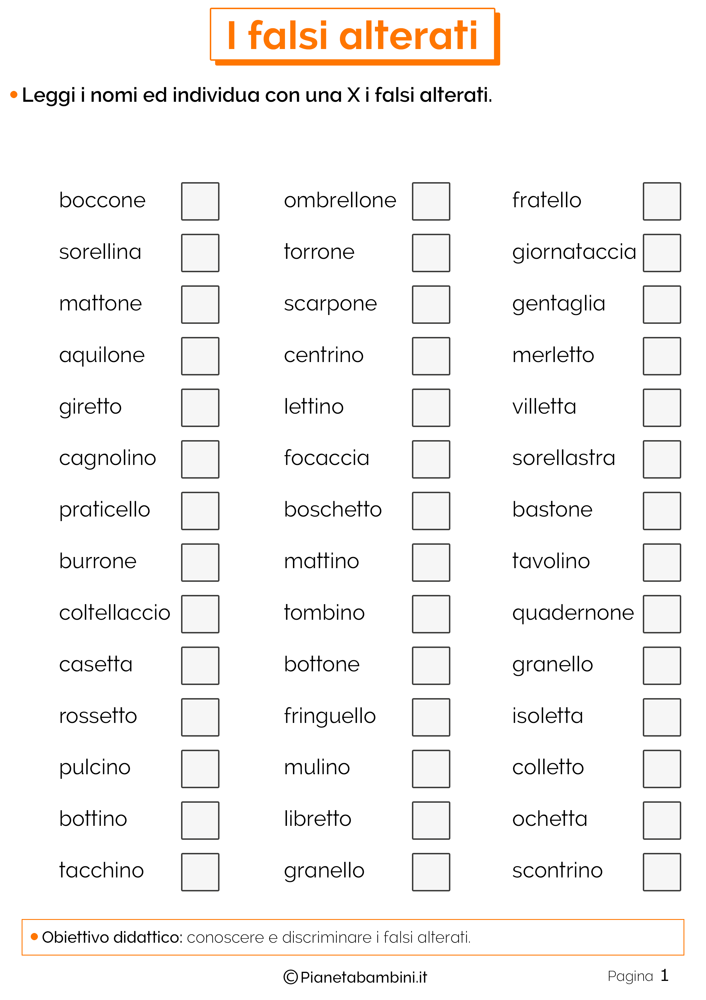 I falsi alterati
• Leggi i nomi ed individua con una X i falsi alterati.
boccone ombrellone fratello
sorellina torrone giornataccia
mattone scarpone gentaglia
aquilone centrino merletto
giretto lettino villetta
cagnolino focaccia sorellastra
praticello boschetto bastone
burrone mattino tavolino
coltellaccio tombino quadernone
casetta bottone granello
rossetto fringuello isoletta
pulcino mulino colletto
bottino libretto ochetta
tacchino granello scontrino
• Obiettivo didattico: conoscere e discriminare i falsi alterati.
©Pianetabambini.it Pagina 1